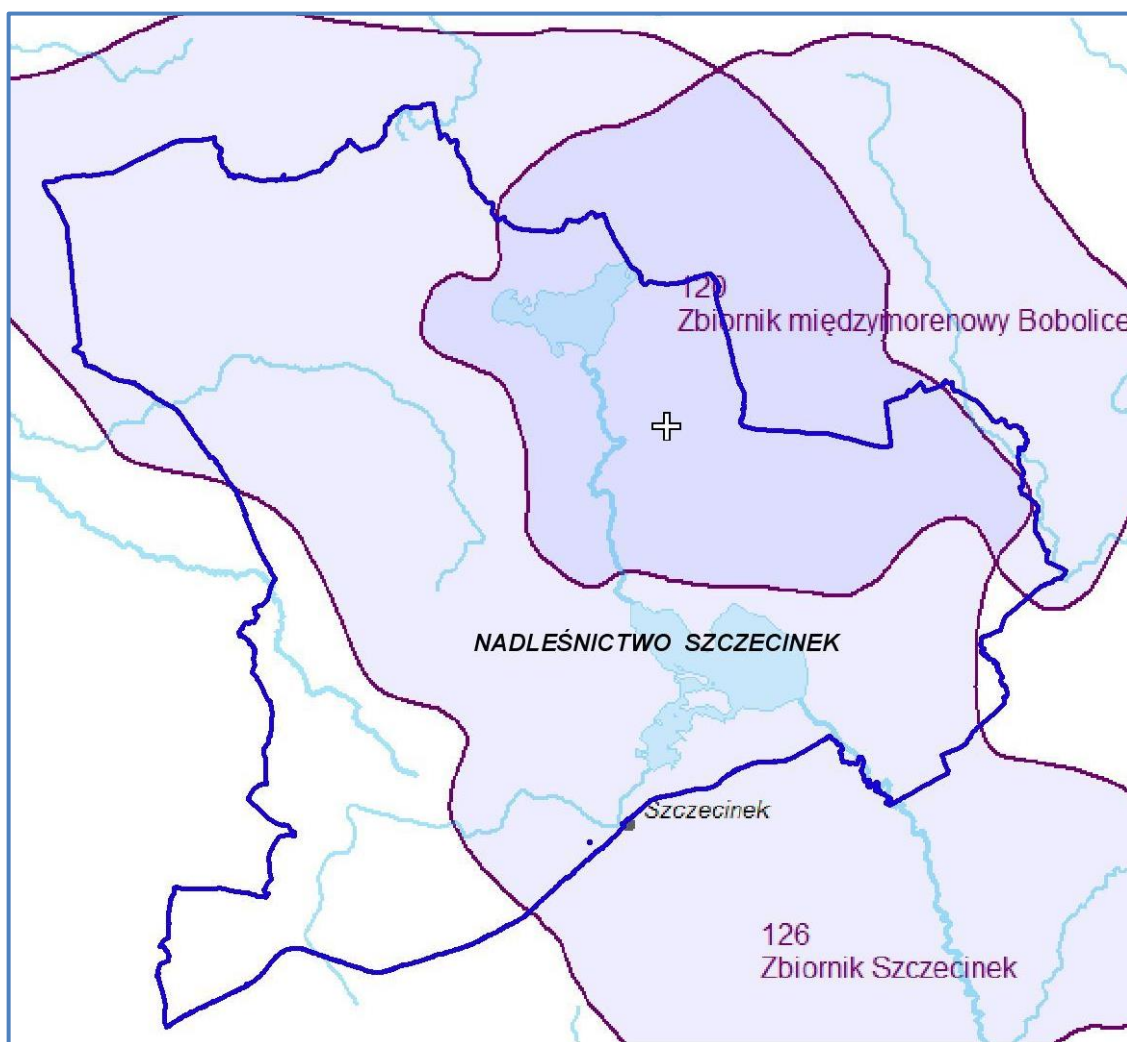 120
Zbiornik międzymorenowy Bobolice
NADLEŚNICTWO SZCZECINEK
Szczecinek
126
Zbiornik Szczecinek